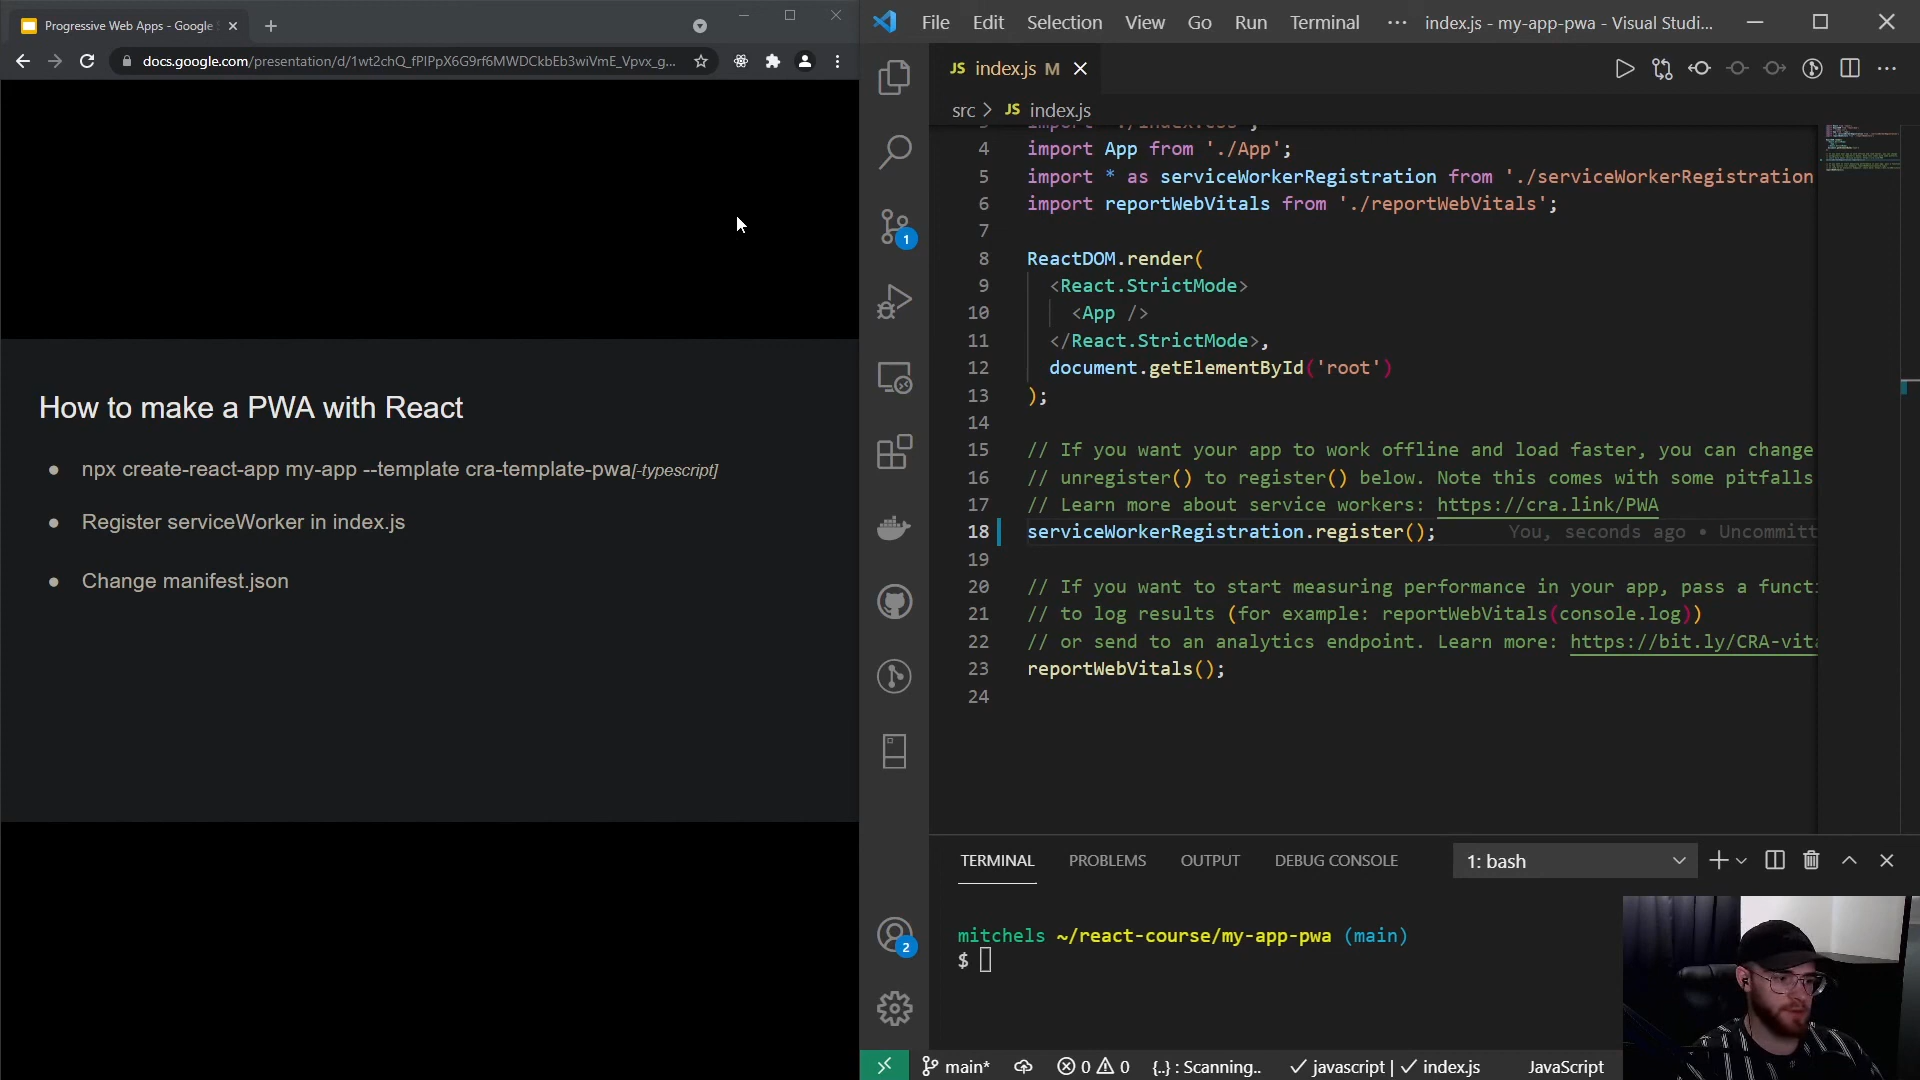 Progressive Web Apps - Google
docs.google.com/presentation/d/1wt2chQ_fPIPpX6G9rf6MWDCkbEb3wiVmE_Vpvx_g...
How to make a PWA with React
● npx create-react-app my-app --template cra-template-pwa[-typescript]
● Register serviceWorker in index.js
● Change manifest.json
File Edit Selection View Go Run Terminal ··· index.js - my-app-pwa - Visual Studi...
JS index.js M
src > JS index.js
3 import './index.css';
4 import App from './App';
5 import * as serviceWorkerRegistration from './serviceWorkerRegistration
6 import reportWebVitals from './reportWebVitals';
7
8 ReactDOM.render(
9 <React.StrictMode>
10 <App />
11 </React.StrictMode>,
12 document.getElementById('root')
13 );
14
15 // If you want your app to work offline and load faster, you can change
16 // unregister() to register() below. Note this comes with some pitfalls
17 // Learn more about service workers: https://cra.link/PWA
18 serviceWorkerRegistration.register(); You, seconds ago • Uncommitt
19
20 // If you want to start measuring performance in your app, pass a functi
21 // to log results (for example: reportWebVitals(console.log))
22 // or send to an analytics endpoint. Learn more: https://bit.ly/CRA-vita
23 reportWebVitals();
24
1
2
TERMINAL PROBLEMS OUTPUT DEBUG CONSOLE 1: bash
mitchels ~/react-course/my-app-pwa (main)
$
main* 0 0 {..} : Scanning.. ✓ javascript | ✓ index.js JavaScript